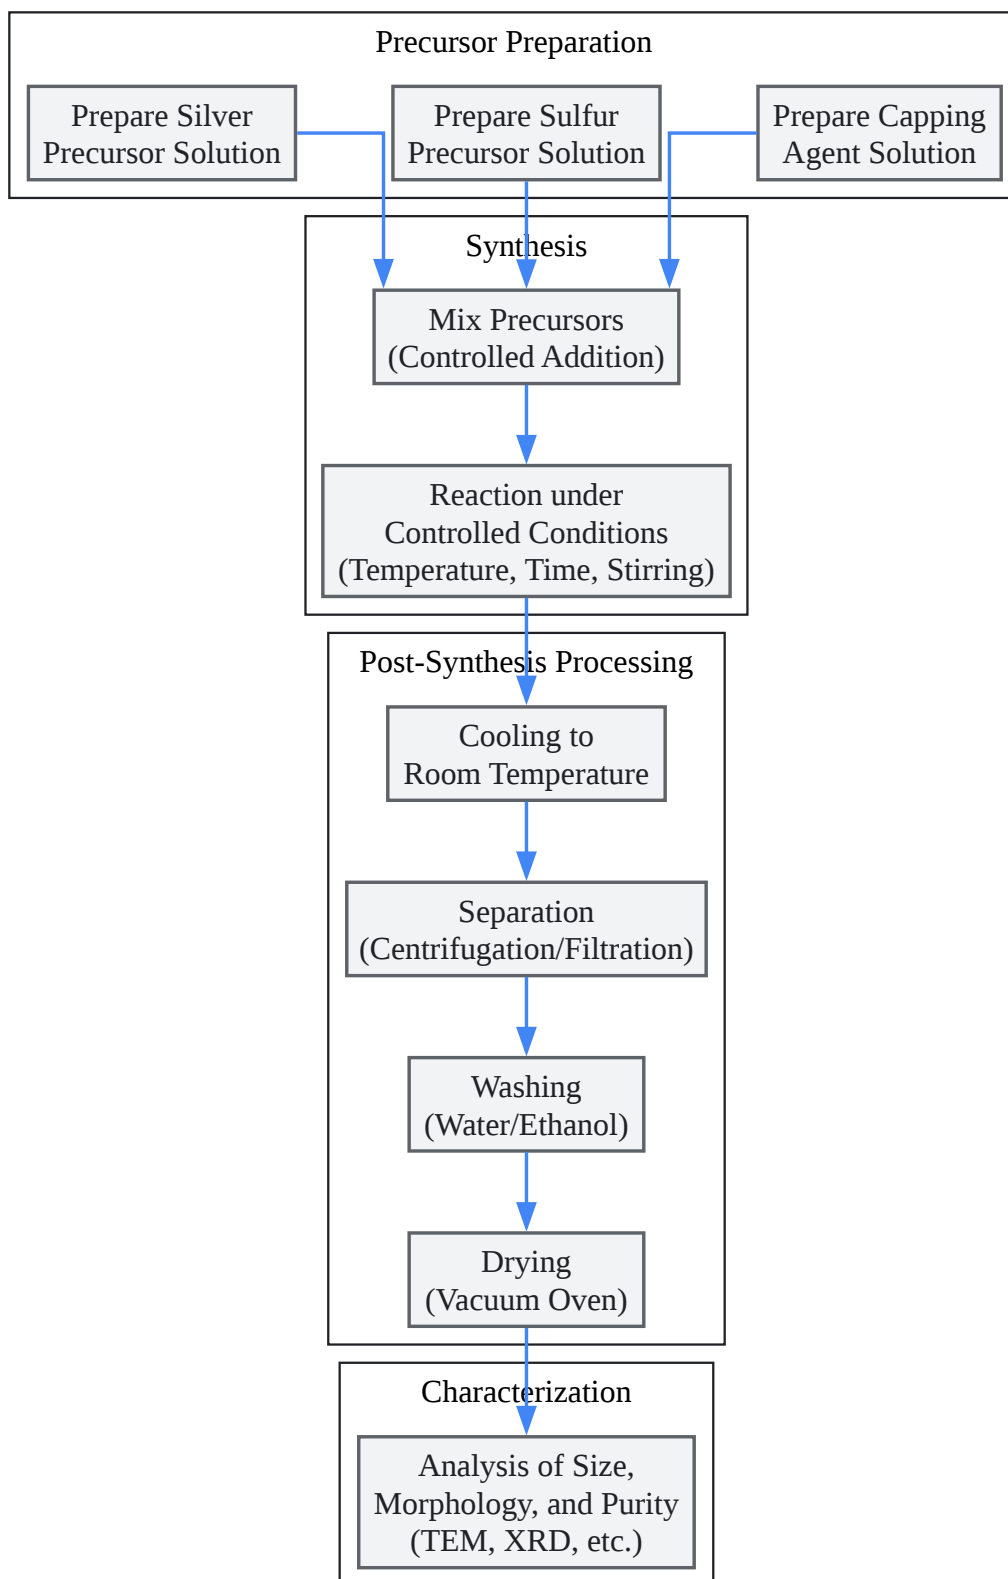 Precursor Preparation
Prepare Silver
Precursor Solution
Prepare Sulfur
Precursor Solution
Prepare Capping
Agent Solution
Synthesis
Mix Precursors
(Controlled Addition)
Reaction under
Controlled Conditions
(Temperature, Time, Stirring)
Post-Synthesis Processing
Cooling to
Room Temperature
Separation
(Centrifugation/Filtration)
Washing
(Water/Ethanol)
Drying
(Vacuum Oven)
Characterization
Analysis of Size,
Morphology, and Purity
(TEM, XRD, etc.)